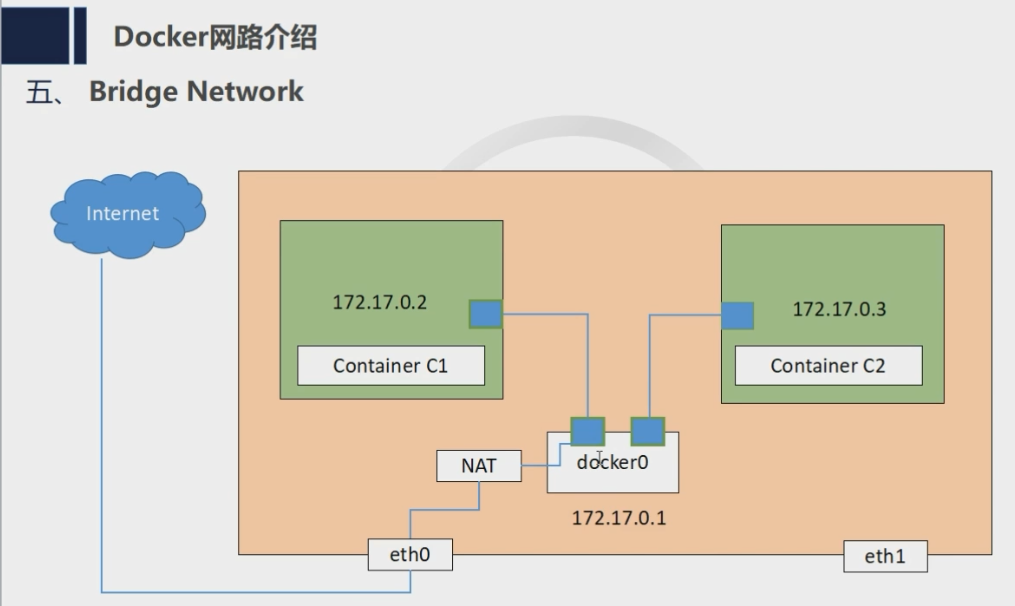 Docker网路介绍
五、 Bridge Network
Internet
172.17.0.2
172.17.0.3
Container C1
Container C2
NAT
docker0
172.17.0.1
eth0
eth1